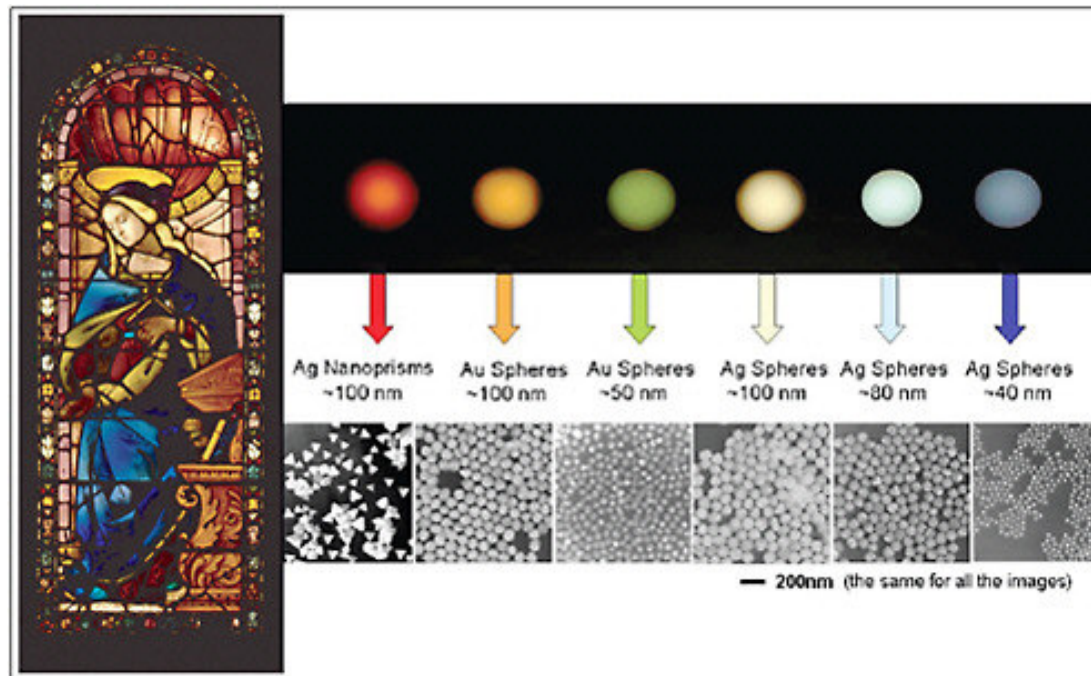 Ag Nanoprisms
~100 nm
Au Spheres
~100 nm
Au Spheres
~50 nm
Ag Spheres
~100 nm
Ag Spheres
~80 nm
Ag Spheres
~40 nm
200nm (the same for all the images)